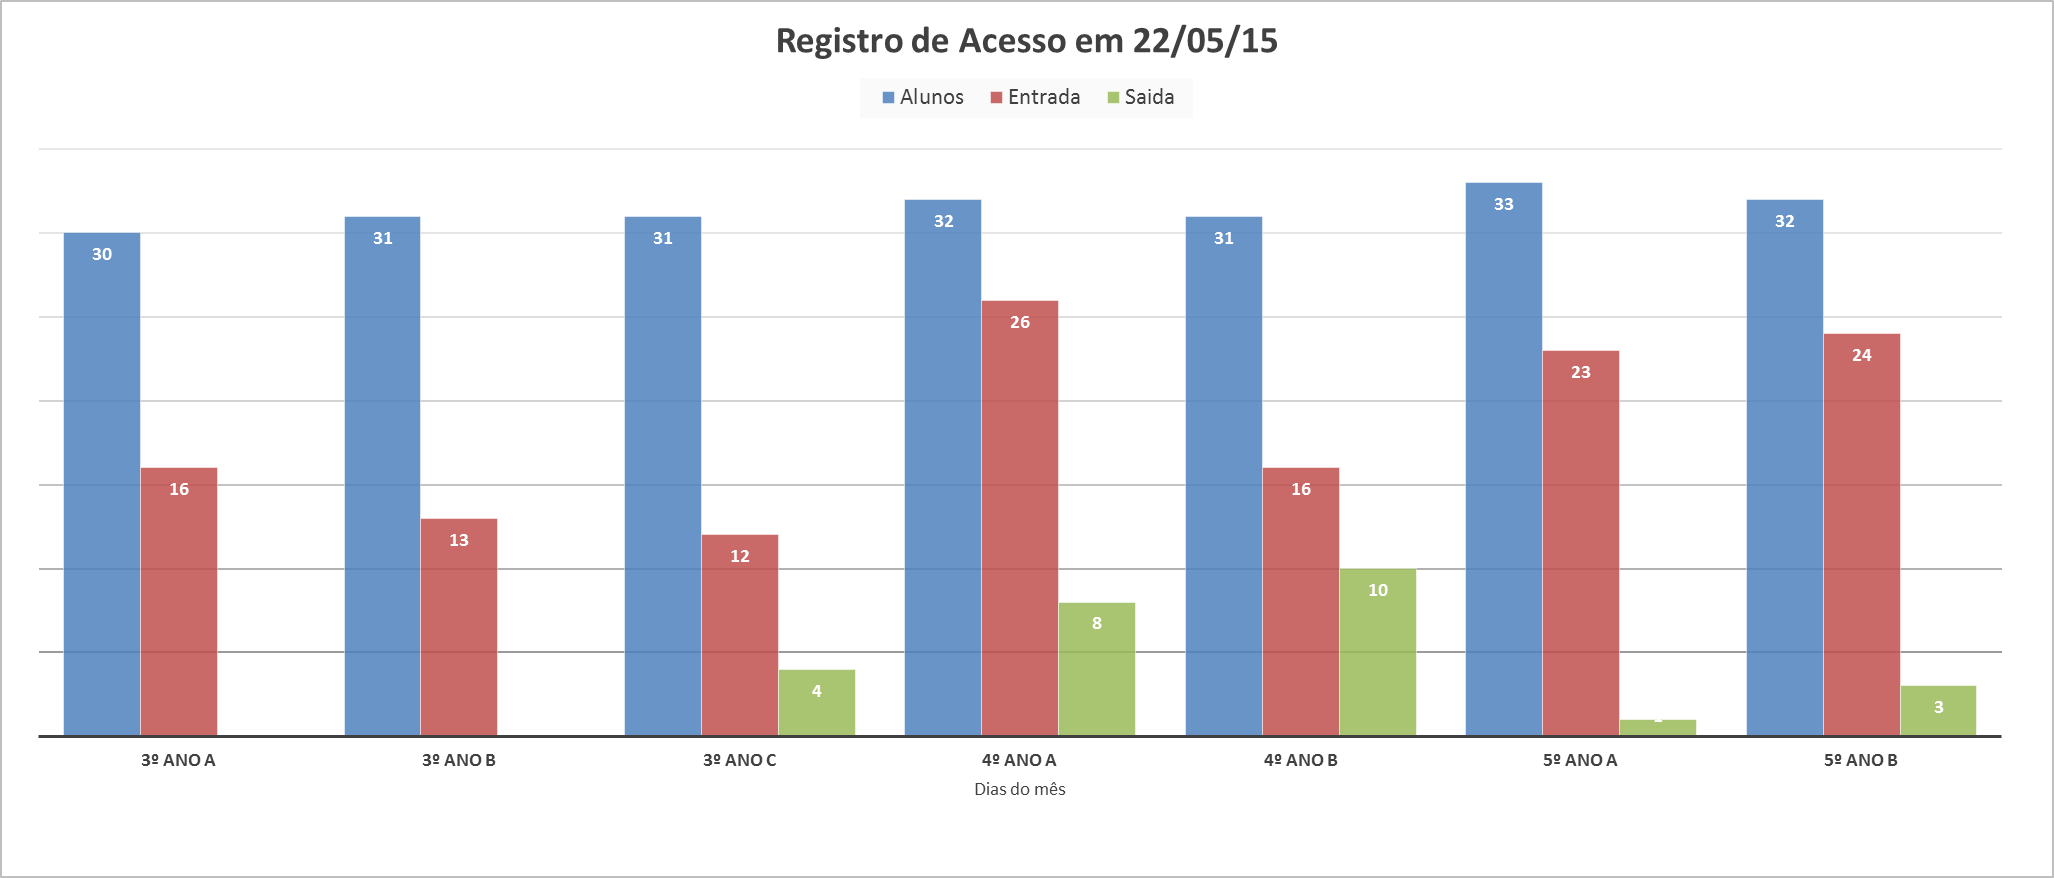 Registro de Acesso em 22/05/15
Alunos Entrada Saida
30 16
31 13
31 12 4
32 26 8
31 16 10
33 23
32 24 3
3º ANO A 3º ANO B 3º ANO C 4º ANO A 4º ANO B 5º ANO A 5º ANO B
Dias do mês